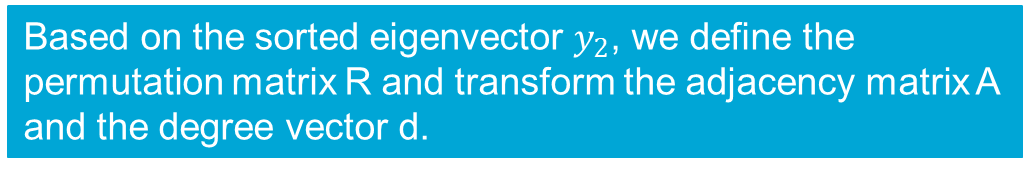 Based on the sorted eigenvector 𝑦₂, we define the
permutation matrix R and transform the adjacency matrix A
and the degree vector d.